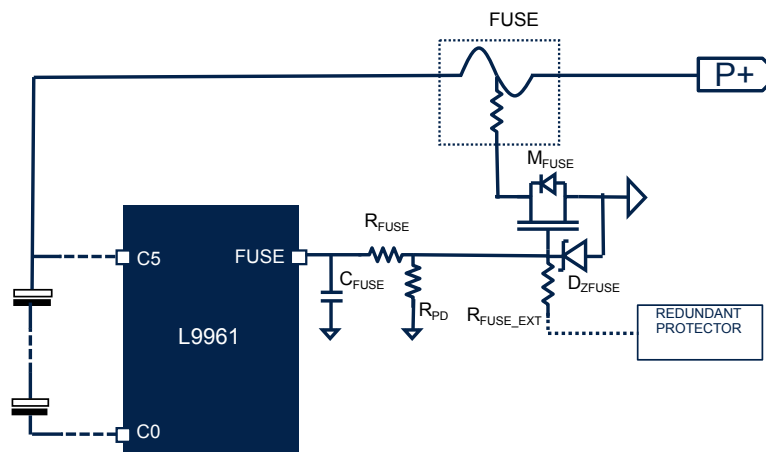 FUSE
P+
MFUSE
RFUSE
C5
FUSE
CFUSE
DZFUSE
RPD
RFUSE_EXT
REDUNDANT
PROTECTOR
L9961
C0